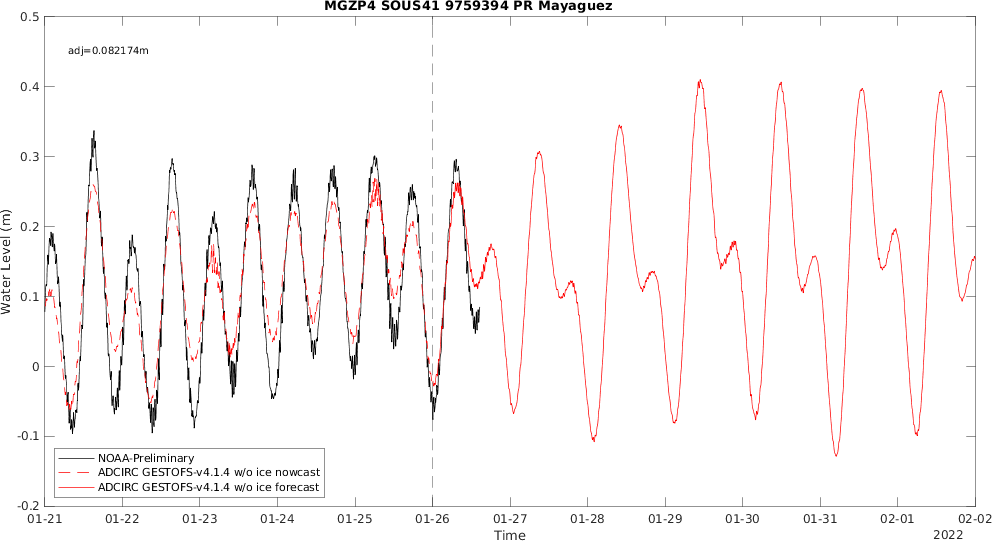 MGZP4 SOUS41 9759394 PR Mayaguez
adj=0.082174m
Water Level (m)
0.5
0.4
0.3
0.2
0.1
0
-0.1
-0.2
NOAA-Preliminary
ADCIRC GESTOFS-v4.1.4 w/o ice nowcast
ADCIRC GESTOFS-v4.1.4 w/o ice forecast
01-21 01-22 01-23 01-24 01-25 01-26 01-27 01-28 01-29 01-30 01-31 02-01 02-02
Time
2022